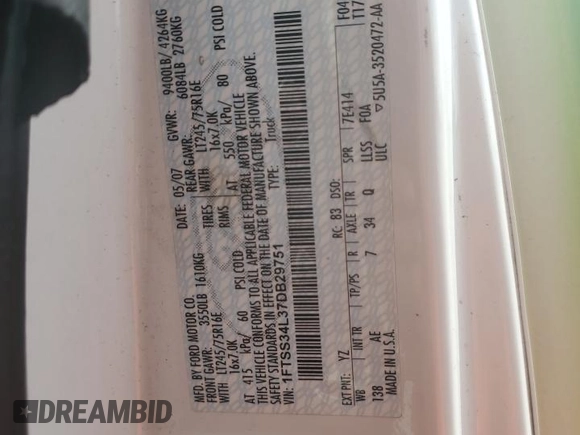 MFD. BY FORD MOTOR CO.
DATE: 05/07 GVWR: 9400LB/ 4264KG
FRONT GAWR: 3550LB 1610KG REAR GAWR: 6084LB 2760KG
WITH LT245/75R16E TIRES WITH LT245/75R16E
16x7.0K RIMS 16x7.0K
AT 415 kPa/ 60 PSI COLD AT 550 kPa/ 80 PSI COLD
THIS VEHICLE CONFORMS TO ALL APPLICABLE FEDERAL MOTOR VEHICLE
SAFETY STANDARDS IN EFFECT ON THE DATE OF MANUFACTURE SHOWN ABOVE.
VIN: 1FTSS34L37DB29751 TYPE: Truck
F04
T17
EXT PNT: YZ RC: 83 DSO: 7E414
WB INT TR TP/PS R AXLE TR SPR
138 AE 7 34 Q LLSS FOA
MADE IN U.S.A. ULC ▽5U5A-3520472-AA
DREAMBID